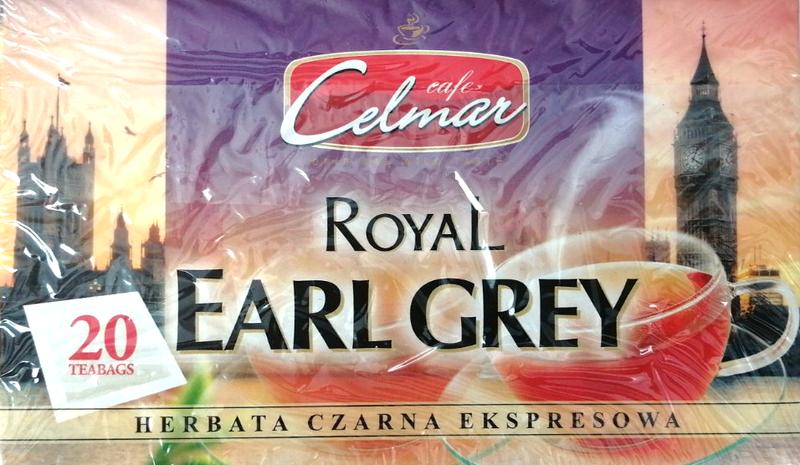 cafe
Celmar
ROYAL
EARL GREY
20
TEABAGS
HERBATA CZARNA EKSPRESOWA